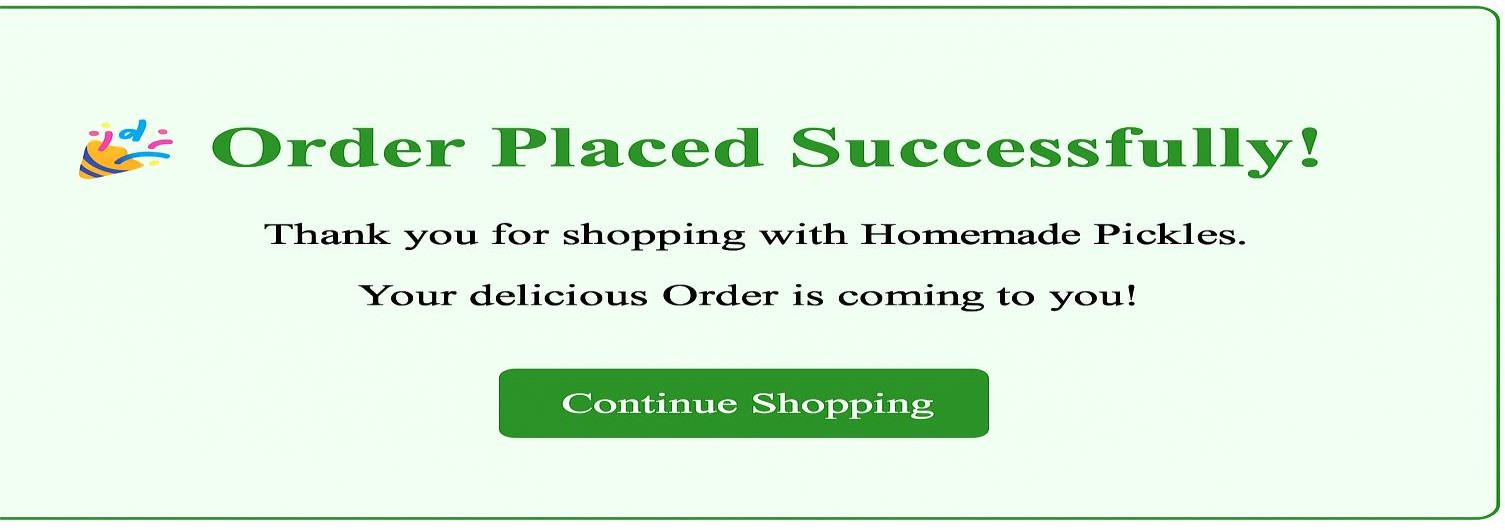 Order Placed Successfully!
Thank you for shopping with Homemade Pickles.
Your delicious Order is coming to you!
Continue Shopping